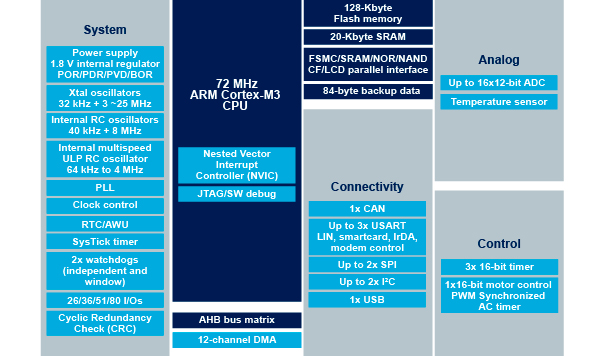 System
Power supply
1.8 V internal regulator
POR/PDR/PVD/BOR
Xtal oscillators
32 kHz + 3 ~25 MHz
Internal RC oscillators
40 kHz + 8 MHz
Internal multispeed
ULP RC oscillator
64 kHz to 4 MHz
PLL
Clock control
RTC/AWU
SysTick timer
2x watchdogs
(independent and
window)
26/36/51/80 I/Os
Cyclic Redundancy
Check (CRC)
72 MHz
ARM Cortex-M3
CPU
Nested Vector
Interrupt
Controller (NVIC)
JTAG/SW debug
AHB bus matrix
12-channel DMA
128-Kbyte
Flash memory
20-Kbyte SRAM
FSMC/SRAM/NOR/NAND
CF/LCD parallel interface
84-byte backup data
Connectivity
1x CAN
Up to 3x USART
LIN, smartcard, IrDA,
modem control
Up to 2x SPI
Up to 2x I²C
1x USB
Analog
Up to 16x12-bit ADC
Temperature sensor
Control
3x 16-bit timer
1x16-bit motor control
PWM Synchronized
AC timer